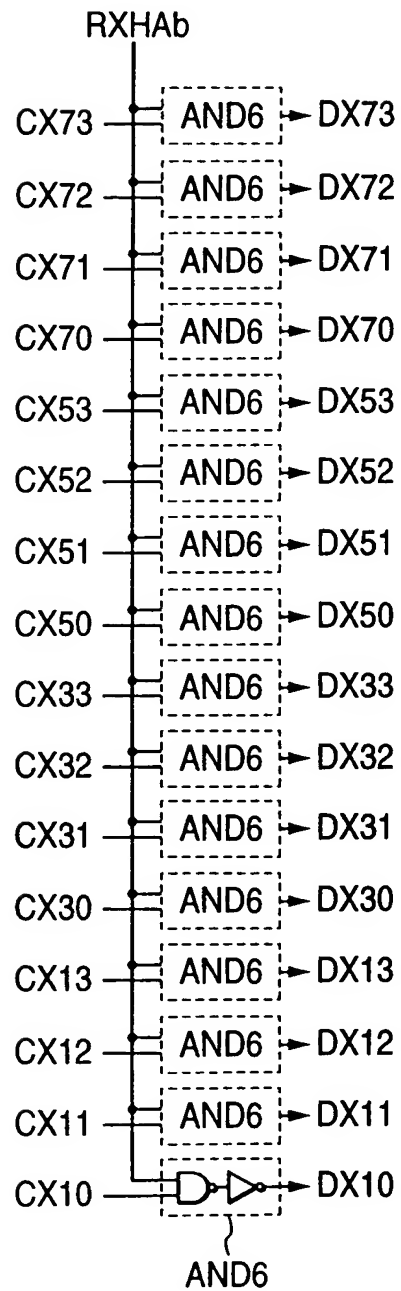 RXHAb
CX73 AND6 DX73
CX72 AND6 DX72
CX71 AND6 DX71
CX70 AND6 DX70
CX53 AND6 DX53
CX52 AND6 DX52
CX51 AND6 DX51
CX50 AND6 DX50
CX33 AND6 DX33
CX32 AND6 DX32
CX31 AND6 DX31
CX30 AND6 DX30
CX13 AND6 DX13
CX12 AND6 DX12
CX11 AND6 DX11
CX10 DX10
AND6